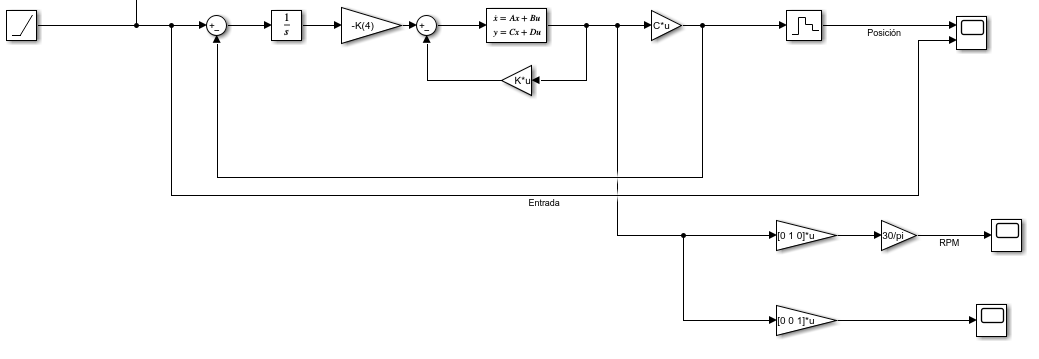 +
−
1
s
-K(4)
+
−
ẋ = Ax + Bu
y = Cx + Du
C*u
Posición
K*u
Entrada
[0 1 0]*u
30/pi
RPM
[0 0 1]*u